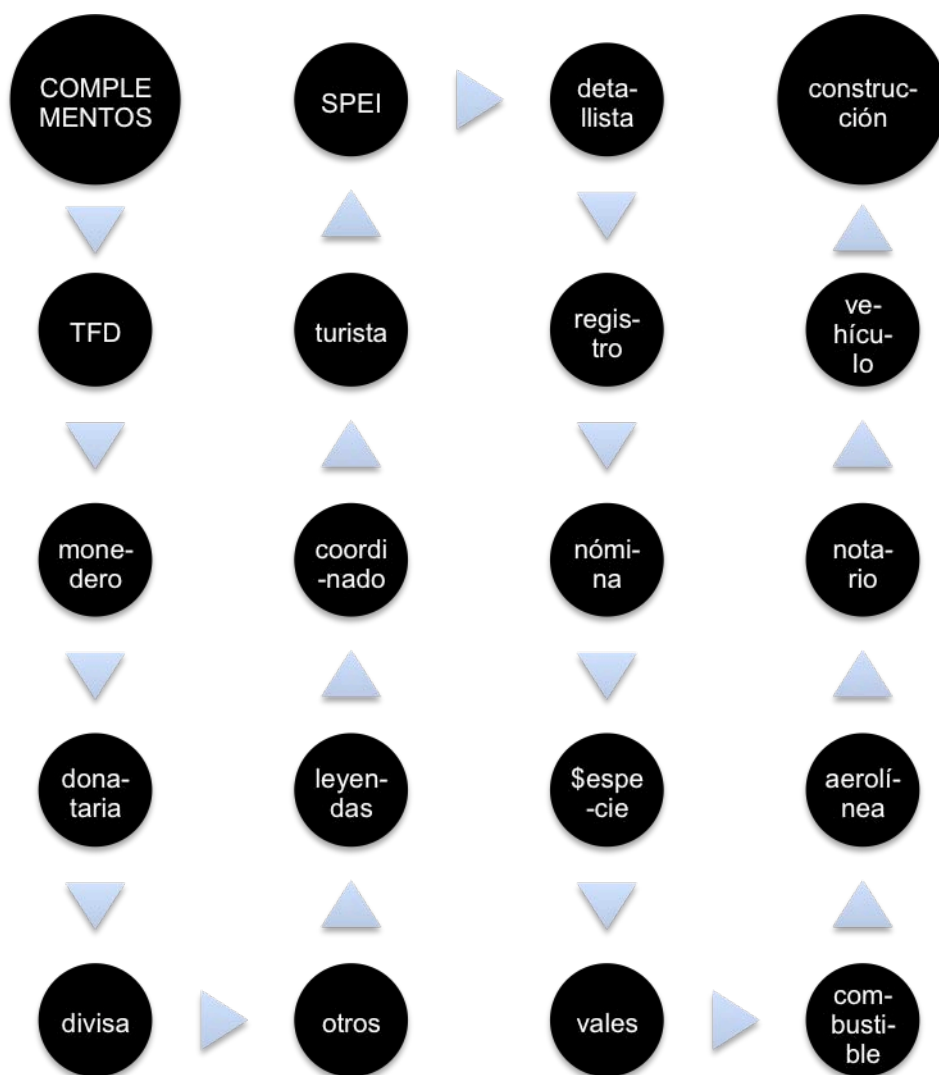 COMPLE
MENTOS
TFD
mone-
dero
dona-
taria
divisa
otros
leyen-
das
coordi
-nado
turista
SPEI
deta-
llista
regis-
tro
nómi-
na
$espe
-cie
vales
com-
busti-
ble
aerolí-
nea
nota-
rio
ve-
hícu-
lo
construc-
ción